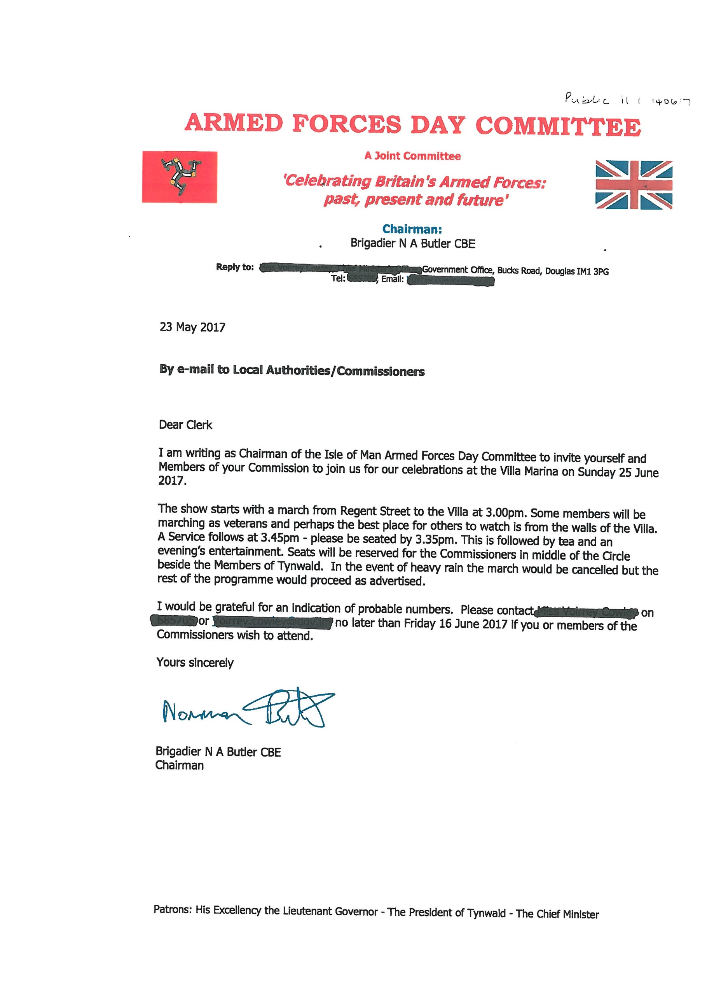 Public 11 1 140617
ARMED FORCES DAY COMMITTEE
A Joint Committee
'Celebrating Britain's Armed Forces:
past, present and future'
Chairman:
Brigadier N A Butler CBE
Reply to: Government Office, Bucks Road, Douglas IM1 3PG
Tel: , Email:
23 May 2017
By e-mail to Local Authorities/Commissioners
Dear Clerk
I am writing as Chairman of the Isle of Man Armed Forces Day Committee to invite yourself and
Members of your Commission to join us for our celebrations at the Villa Marina on Sunday 25 June
2017.
The show starts with a march from Regent Street to the Villa at 3.00pm. Some members will be
marching as veterans and perhaps the best place for others to watch is from the walls of the Villa.
A Service follows at 3.45pm - please be seated by 3.35pm. This is followed by tea and an
evening's entertainment. Seats will be reserved for the Commissioners in middle of the Circle
beside the Members of Tynwald. In the event of heavy rain the march would be cancelled but the
rest of the programme would proceed as advertised.
I would be grateful for an indication of probable numbers. Please contact on
or no later than Friday 16 June 2017 if you or members of the
Commissioners wish to attend.
Yours sincerely
Norman Butler
Brigadier N A Butler CBE
Chairman
Patrons: His Excellency the Lieutenant Governor - The President of Tynwald - The Chief Minister